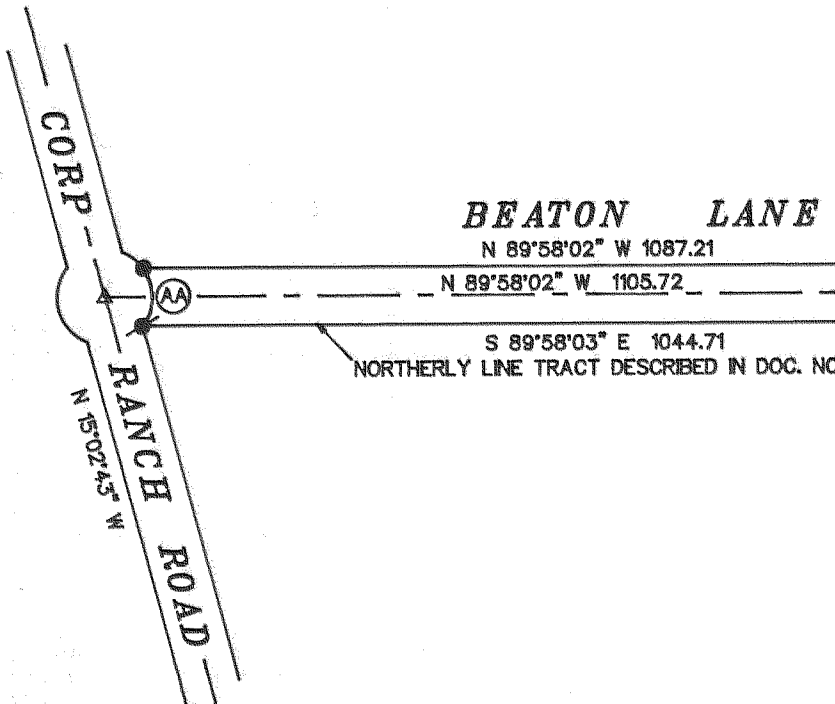 CORP
BEATON LANE
N 89°58'02" W 1087.21
N 89°58'02" W 1105.72
AA
S 89°58'03" E 1044.71
NORTHERLY LINE TRACT DESCRIBED IN DOC. NO
RANCH ROAD
N 15°02'43" W